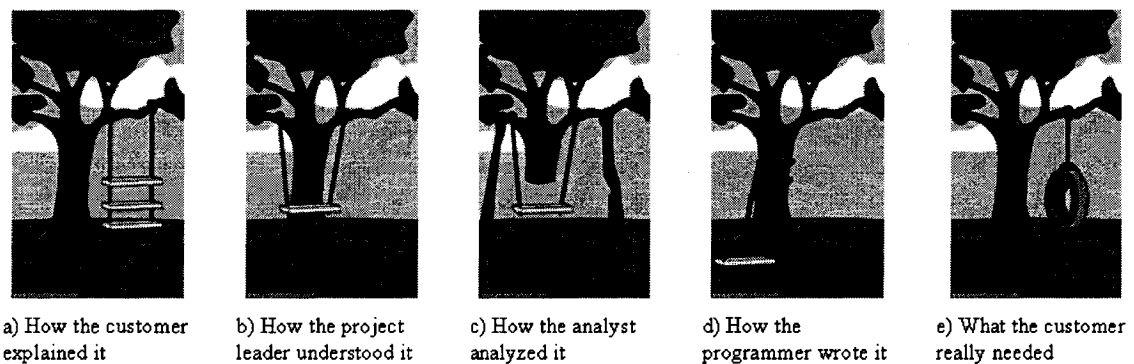 a) How the customer
explained it
b) How the project
leader understood it
c) How the analyst
analyzed it
d) How the
programmer wrote it
e) What the customer
really needed